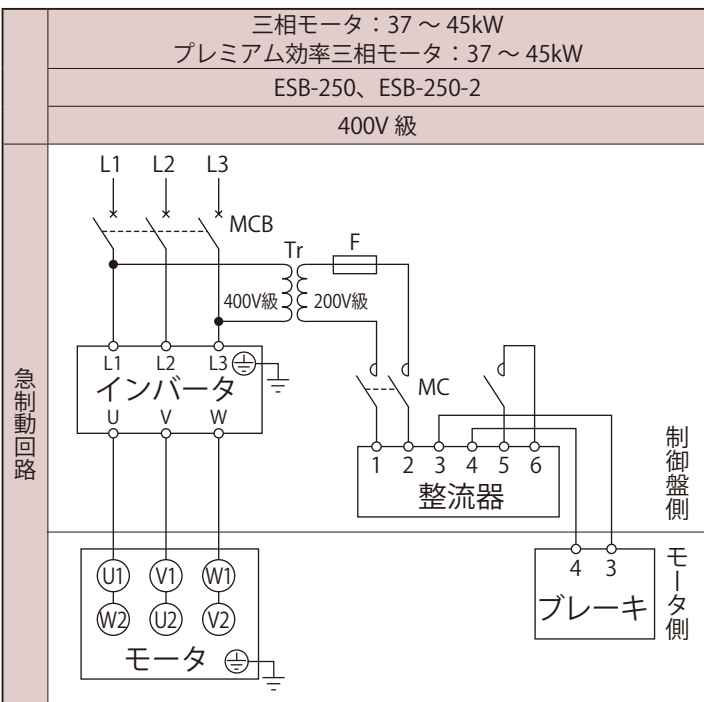 三相モータ：37 ～ 45kW
プレミアム効率三相モータ：37 ～ 45kW
ESB-250、ESB-250-2
400V 級
急制動回路
L1 L2 L3
MCB
Tr F
400V級 200V級
L1 L2 L3
インバータ
U V W
MC
1 2 3 4 5 6
整流器
制御盤側
モータ側
U1 V1 W1
W2 U2 V2
モータ
4 3
ブレーキ